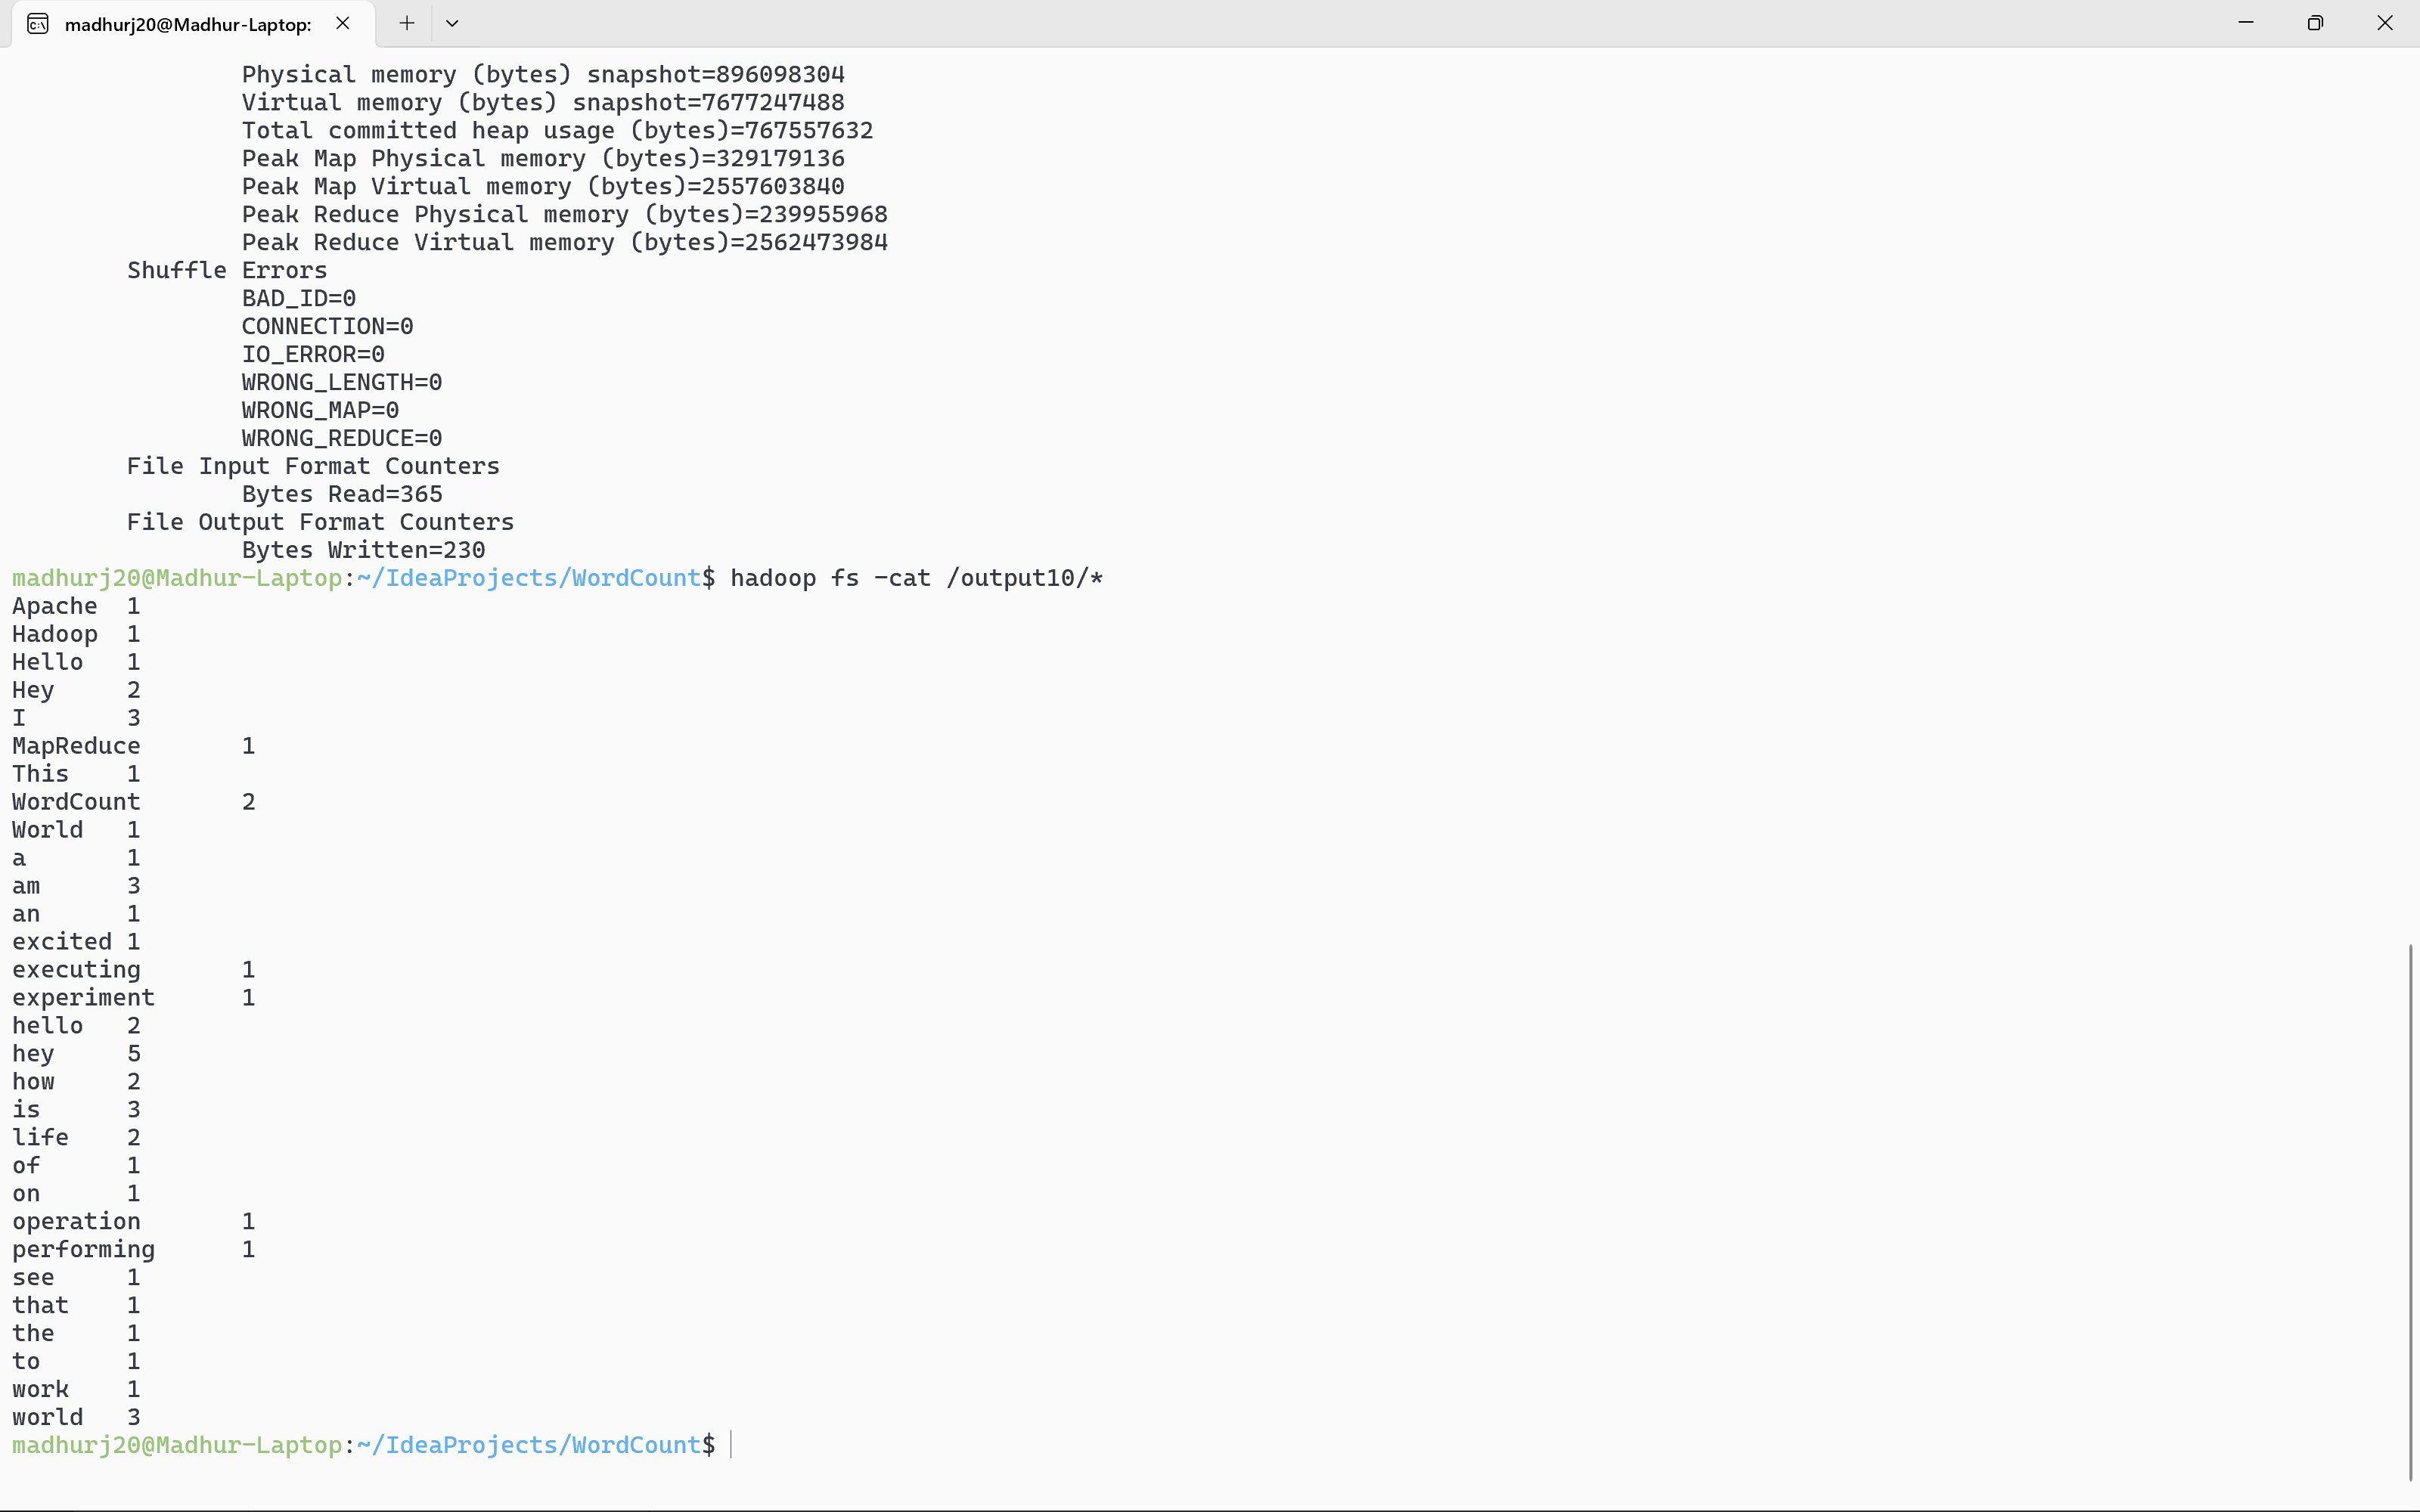 madhurj20@Madhur-Laptop:
Physical memory (bytes) snapshot=896098304
Virtual memory (bytes) snapshot=7677247488
Total committed heap usage (bytes)=767557632
Peak Map Physical memory (bytes)=329179136
Peak Map Virtual memory (bytes)=2557603840
Peak Reduce Physical memory (bytes)=239955968
Peak Reduce Virtual memory (bytes)=2562473984
Shuffle Errors
BAD_ID=0
CONNECTION=0
IO_ERROR=0
WRONG_LENGTH=0
WRONG_MAP=0
WRONG_REDUCE=0
File Input Format Counters
Bytes Read=365
File Output Format Counters
Bytes Written=230
madhurj20@Madhur-Laptop:~/IdeaProjects/WordCount$ hadoop fs -cat /output10/*
Apache 1
Hadoop 1
Hello 1
Hey 2
I 3
MapReduce 1
This 1
WordCount 2
World 1
a 1
am 3
an 1
excited 1
executing 1
experiment 1
hello 2
hey 5
how 2
is 3
life 2
of 1
on 1
operation 1
performing 1
see 1
that 1
the 1
to 1
work 1
world 3
madhurj20@Madhur-Laptop:~/IdeaProjects/WordCount$